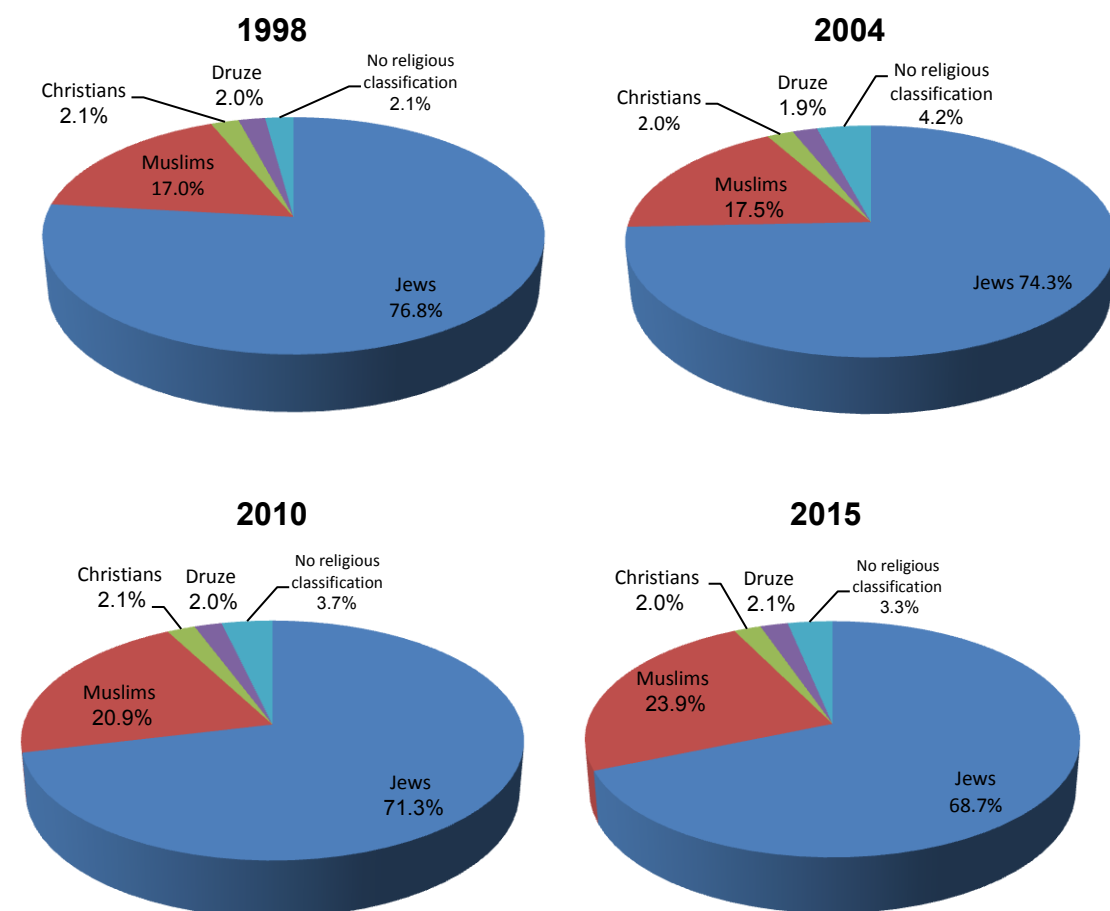 1998
Christians
2.1%
Druze
2.0%
No religious
classification
2.1%
Muslims
17.0%
Jews
76.8%
2004
Christians
2.0%
Druze
1.9%
No religious
classification
4.2%
Muslims
17.5%
Jews 74.3%
2010
Christians
2.1%
Druze
2.0%
No religious
classification
3.7%
Muslims
20.9%
Jews
71.3%
2015
Christians
2.0%
Druze
2.1%
No religious
classification
3.3%
Muslims
23.9%
Jews
68.7%